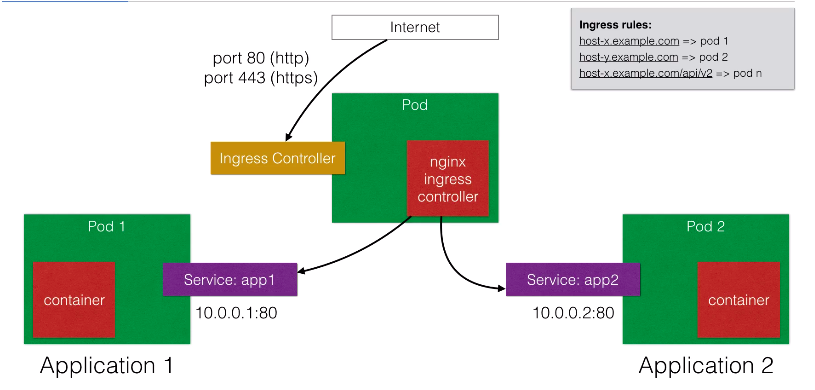 Internet
Ingress rules:
host-x.example.com => pod 1
host-y.example.com => pod 2
host-x.example.com/api/v2 => pod n
port 80 (http)
port 443 (https)
Pod
Ingress Controller
nginx
ingress
controller
Pod 1
container
Service: app1
10.0.0.1:80
Application 1
Pod 2
Service: app2
container
10.0.0.2:80
Application 2